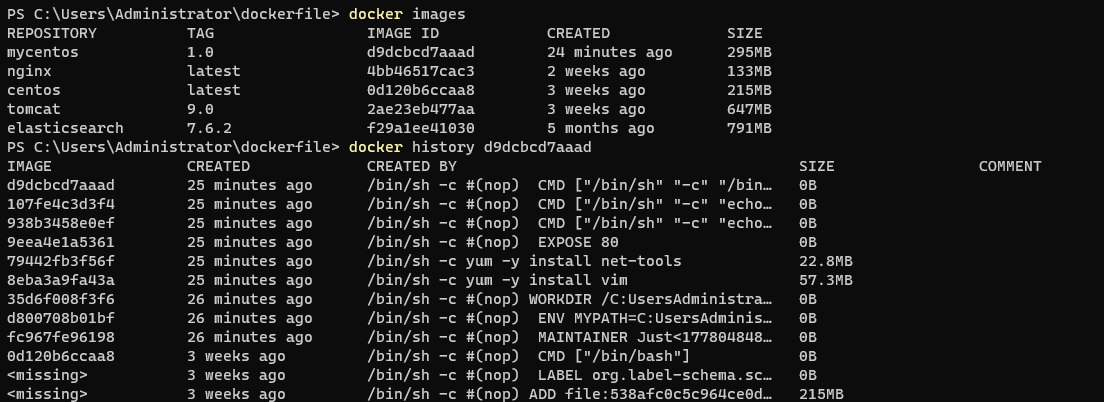 PS C:\Users\Administrator\dockerfile> docker images
REPOSITORY TAG IMAGE ID CREATED SIZE
mycentos 1.0 d9dcbcd7aaad 24 minutes ago 295MB
nginx latest 4bb46517cac3 2 weeks ago 133MB
centos latest 0d120b6ccaa8 3 weeks ago 215MB
tomcat 9.0 2ae23eb477aa 3 weeks ago 647MB
elasticsearch 7.6.2 f29a1ee41030 5 months ago 791MB
PS C:\Users\Administrator\dockerfile> docker history d9dcbcd7aaad
IMAGE CREATED CREATED BY SIZE COMMENT
d9dcbcd7aaad 25 minutes ago /bin/sh -c #(nop)  CMD ["/bin/sh" "-c" "/bin… 0B
107fe4c3d3f4 25 minutes ago /bin/sh -c #(nop)  CMD ["/bin/sh" "-c" "echo… 0B
938b3458e0ef 25 minutes ago /bin/sh -c #(nop)  CMD ["/bin/sh" "-c" "echo… 0B
9eea4e1a5361 25 minutes ago /bin/sh -c #(nop)  EXPOSE 80 0B
79442fb3f56f 25 minutes ago /bin/sh -c yum -y install net-tools 22.8MB
8eba3a9fa43a 25 minutes ago /bin/sh -c yum -y install vim 57.3MB
35d6f008f3f6 26 minutes ago /bin/sh -c #(nop) WORKDIR /C:UsersAdministra… 0B
d800708b01bf 26 minutes ago /bin/sh -c #(nop)  ENV MYPATH=C:UsersAdminis… 0B
fc967fe96198 26 minutes ago /bin/sh -c #(nop)  MAINTAINER Just<177804848… 0B
0d120b6ccaa8 3 weeks ago /bin/sh -c #(nop)  CMD ["/bin/bash"] 0B
<missing> 3 weeks ago /bin/sh -c #(nop)  LABEL org.label-schema.sc… 0B
<missing> 3 weeks ago /bin/sh -c #(nop) ADD file:538afc0c5c964ce0d… 215MB